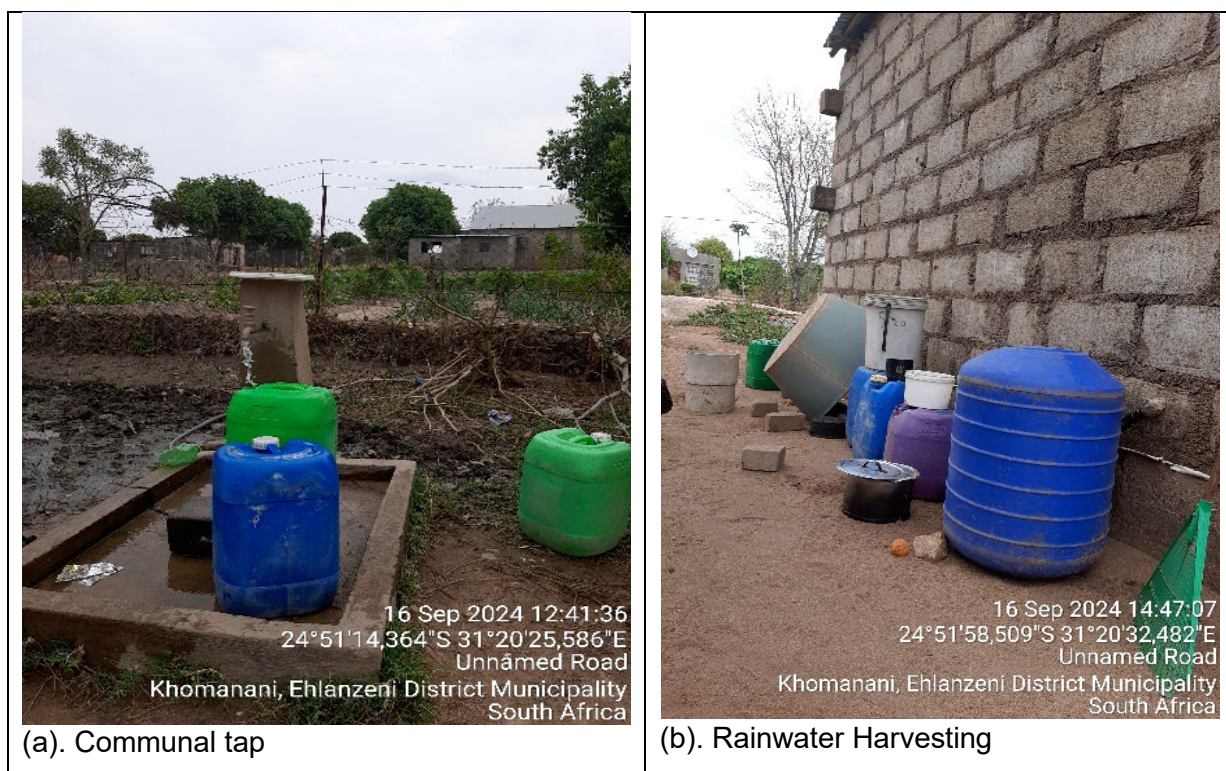 16 Sep 2024 12:41:36
24°51'14,364"S 31°20'25,586"E
Unnamed Road
Khomanani, Ehlanzeni District Municipality
South Africa
(a). Communal tap
16 Sep 2024 14:47:07
24°51'58,509"S 31°20'32,482"E
Unnamed Road
Khomanani, Ehlanzeni District Municipality
South Africa
(b). Rainwater Harvesting